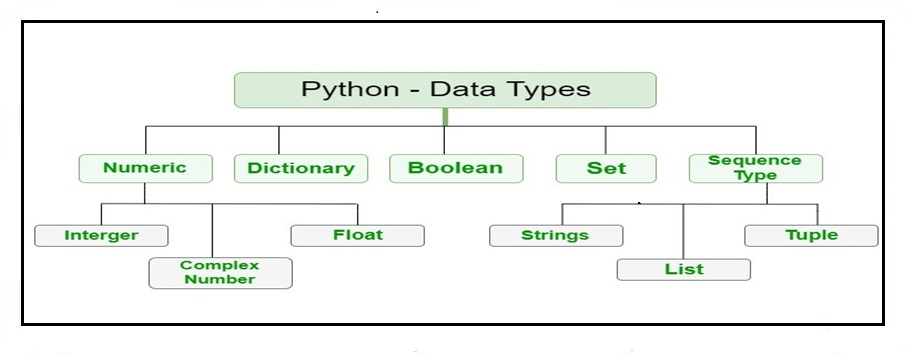 Python - Data Types
Numeric
Dictionary
Boolean
Set
Sequence
Type
Interger
Complex
Number
Float
Strings
List
Tuple